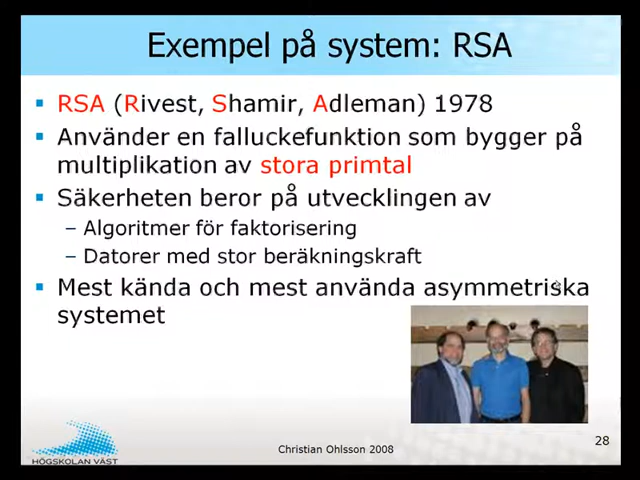 Exempel på system: RSA
RSA (Rivest, Shamir, Adleman) 1978
Använder en falluckefunktion som bygger på
multiplikation av stora primtal
Säkerheten beror på utvecklingen av
– Algoritmer för faktorisering
– Datorer med stor beräkningskraft
Mest kända och mest använda asymmetriska
systemet
HÖGSKOLAN VÄST
Christian Ohlsson 2008
28